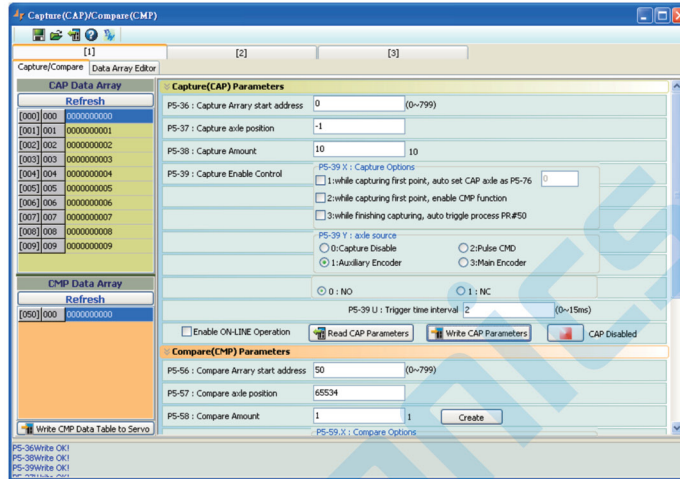 Capture(CAP)/Compare(CMP)
[1] [2] [3]
Capture/Compare Data Array Editor
CAP Data Array
Refresh
[000] 000 0000000000
[001] 001 0000000001
[002] 002 0000000002
[003] 003 0000000003
[004] 004 0000000004
[005] 005 0000000005
[006] 006 0000000006
[007] 007 0000000007
[008] 008 0000000008
[009] 009 0000000009
CMP Data Array
Refresh
[050] 000 0000000000
Write CMP Data Table to Servo
Capture(CAP) Parameters
P5-36 : Capture Arrary start address 0 (0~799)
P5-37 : Capture axle position -1
P5-38 : Capture Amount 10 10
P5-39 : Capture Enable Control
P5-39 X : Capture Options
1:while capturing first point, auto set CAP axle as P5-76 0
2:while capturing first point, enable CMP function
3:while finishing capturing, auto triggle process PR#50
P5-39 Y : axle source
0:Capture Disable 2:Pulse CMD
1:Auxiliary Encoder 3:Main Encoder
0 : NO 1 : NC
P5-39 U : Trigger time interval 2 (0~15ms)
Enable ON-LINE Operation Read CAP Parameters Write CAP Parameters CAP Disabled
Compare(CMP) Parameters
P5-56 : Compare Arrary start address 50 (0~799)
P5-57 : Compare axle position 65534
P5-58 : Compare Amount 1 1 Create
P5-59.X : Compare Options
P5-36Write OK!
P5-38Write OK!
P5-39Write OK!
P5-37Write OK!